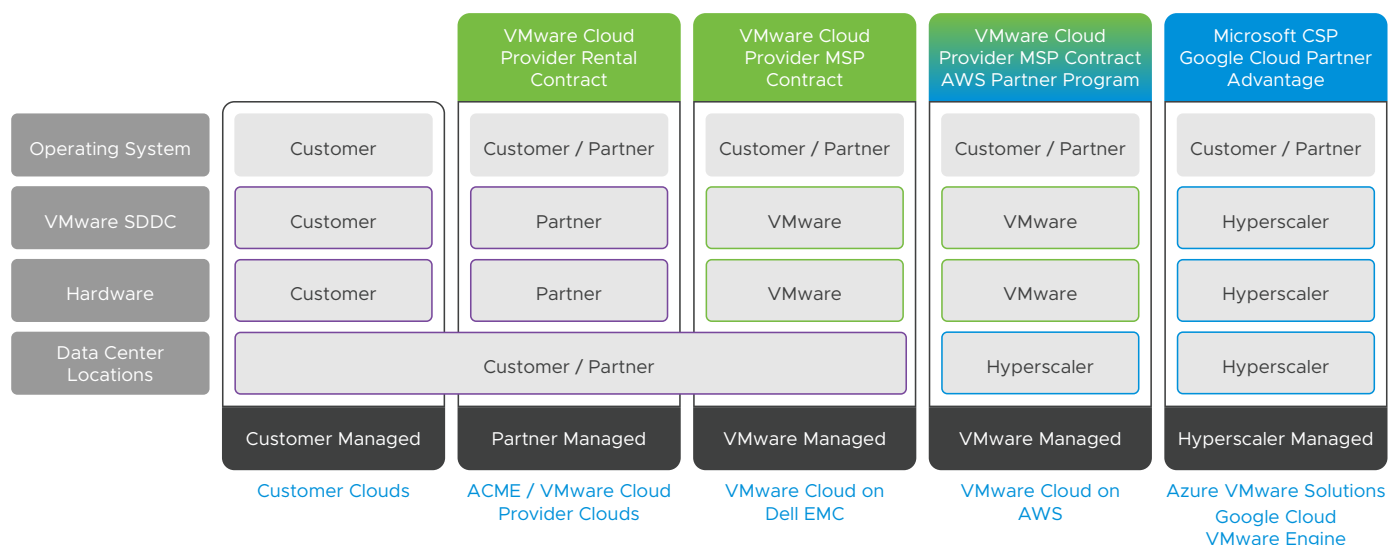 VMware Cloud
Provider Rental
Contract
VMware Cloud
Provider MSP
Contract
VMware Cloud
Provider MSP Contract
AWS Partner Program
Microsoft CSP
Google Cloud Partner
Advantage
Operating System
Customer
Customer / Partner
Customer / Partner
Customer / Partner
Customer / Partner
VMware SDDC
Customer
Partner
VMware
VMware
Hyperscaler
Hardware
Customer
Partner
VMware
VMware
Hyperscaler
Data Center
Locations
Customer / Partner
Hyperscaler
Hyperscaler
Customer Managed
Partner Managed
VMware Managed
VMware Managed
Hyperscaler Managed
Customer Clouds
ACME / VMware Cloud
Provider Clouds
VMware Cloud on
Dell EMC
VMware Cloud on
AWS
Azure VMware Solutions
Google Cloud
VMware Engine